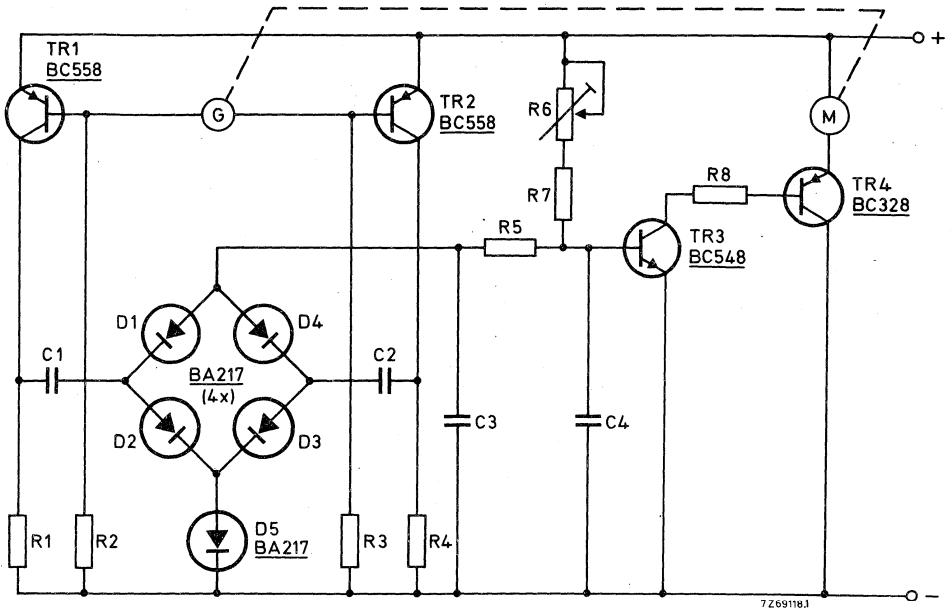 TR1
BC558
G
TR2
BC558
R6
R7
R8
M
+
TR4
BC328
R5
TR3
BC548
D1
D4
C1
BA217
(4x)
C2
D2
D3
C3
C4
R1
R2
D5
BA217
R3
R4
7Z69118.1
−